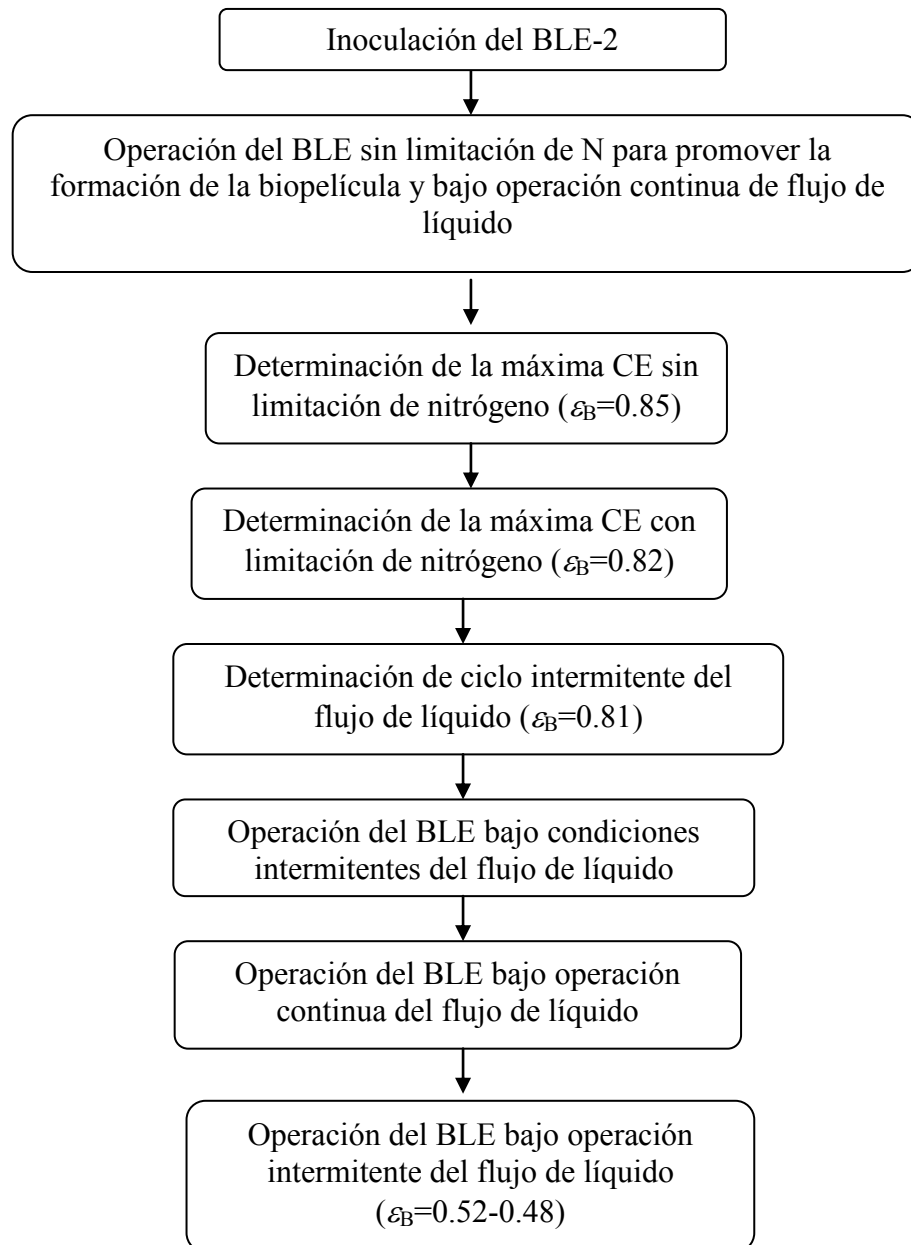 Inoculación del BLE-2
Operación del BLE sin limitación de N para promover la
formación de la biopelícula y bajo operación continua de flujo de
líquido
Determinación de la máxima CE sin
limitación de nitrógeno (εB=0.85)
Determinación de la máxima CE con
limitación de nitrógeno (εB=0.82)
Determinación de ciclo intermitente del
flujo de líquido (εB=0.81)
Operación del BLE bajo condiciones
intermitentes del flujo de líquido
Operación del BLE bajo operación
continua del flujo de líquido
Operación del BLE bajo operación
intermitente del flujo de líquido
(εB=0.52-0.48)